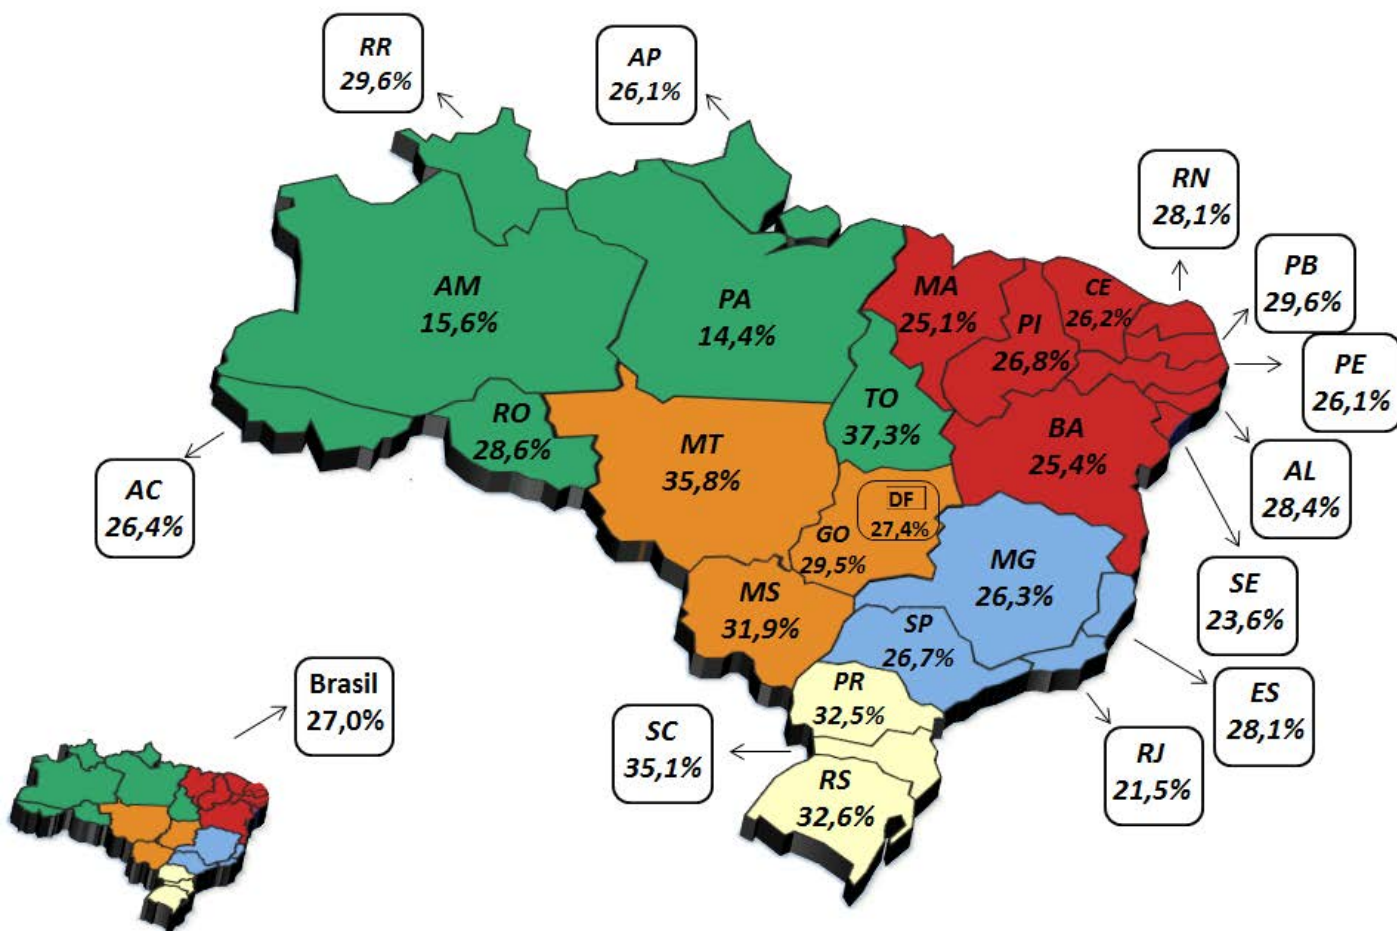 RR
29,6%
AP
26,1%
RN
28,1%
PB
29,6%
AM
15,6%
PA
14,4%
MA
25,1%
CE
26,2%
PI
26,8%
PE
26,1%
TO
37,3%
RO
28,6%
MT
35,8%
BA
25,4%
AL
28,4%
AC
26,4%
DF
27,4%
GO
29,5%
MG
26,3%
SE
23,6%
MS
31,9%
SP
26,7%
Brasil
27,0%
PR
32,5%
ES
28,1%
SC
35,1%
RJ
21,5%
RS
32,6%